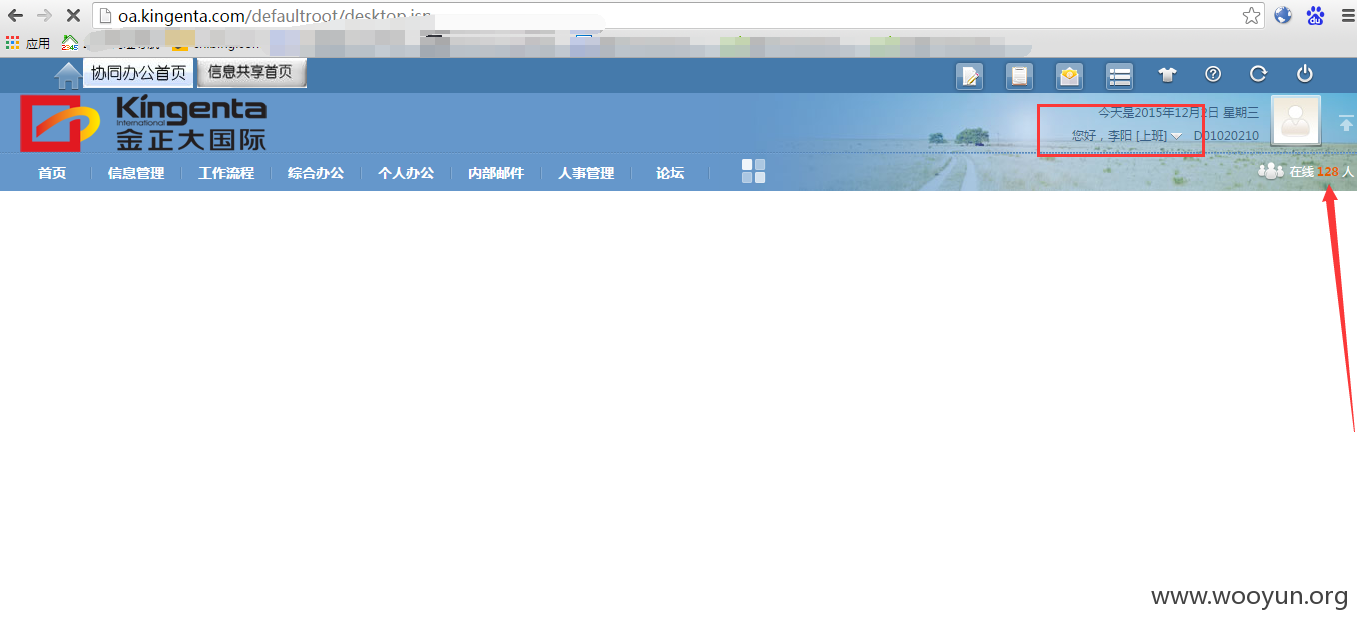 oa.kingenta.com/defaultroot/desktop.jsp
应用
协同办公首页 信息共享首页
Kingenta
International
金正大国际
今天是2015年12月2日 星期三
您好，李阳 [上班] D01020210
首页 信息管理 工作流程 综合办公 个人办公 内部邮件 人事管理 论坛
在线 128 人
www.wooyun.org